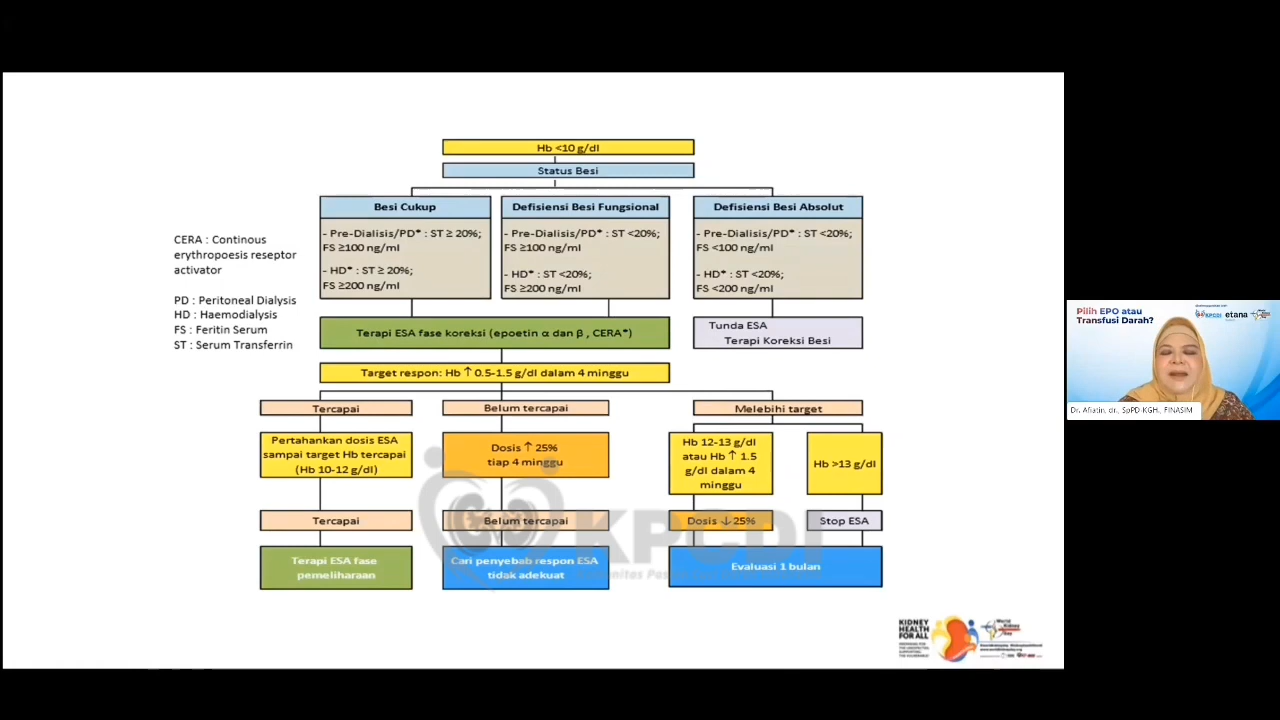 Hb <10 g/dl
Status Besi
Besi Cukup
- Pre-Dialisis/PD* : ST ≥ 20%;
FS ≥100 ng/ml
- HD* : ST ≥ 20%;
FS ≥200 ng/ml
Defisiensi Besi Fungsional
- Pre-Dialisis/PD* : ST <20%;
FS ≥100 ng/ml
- HD* : ST <20%;
FS ≥200 ng/ml
Defisiensi Besi Absolut
- Pre-Dialisis/PD* : ST <20%;
FS <100 ng/ml
- HD* : ST <20%;
FS <200 ng/ml
CERA : Continous
erythropoesis reseptor
activator
PD : Peritoneal Dialysis
HD : Haemodialysis
FS : Feritin Serum
ST : Serum Transferrin
Terapi ESA fase koreksi (epoetin α dan β , CERA*)
Tunda ESA
Terapi Koreksi Besi
Target respon: Hb ↑ 0.5-1.5 g/dl dalam 4 minggu
Tercapai
Belum tercapai
Melebihi target
Pertahankan dosis ESA
sampai target Hb tercapai
(Hb 10-12 g/dl)
Dosis ↑ 25%
tiap 4 minggu
Hb 12-13 g/dl
atau Hb ↑ 1.5
g/dl dalam 4
minggu
Hb >13 g/dl
Tercapai
Belum tercapai
Dosis ↓ 25%
Stop ESA
Terapi ESA fase
pemeliharaan
Cari penyebab respon ESA
tidak adekuat
Evaluasi 1 bulan
KPCDI
KIDNEY
HEALTH
FOR ALL
World
Kidney
Day
Pilih EPO atau
Transfusi Darah?
KPCDI
etana
Dr. Afiatin, dr., SpPD-KGH., FINASIM